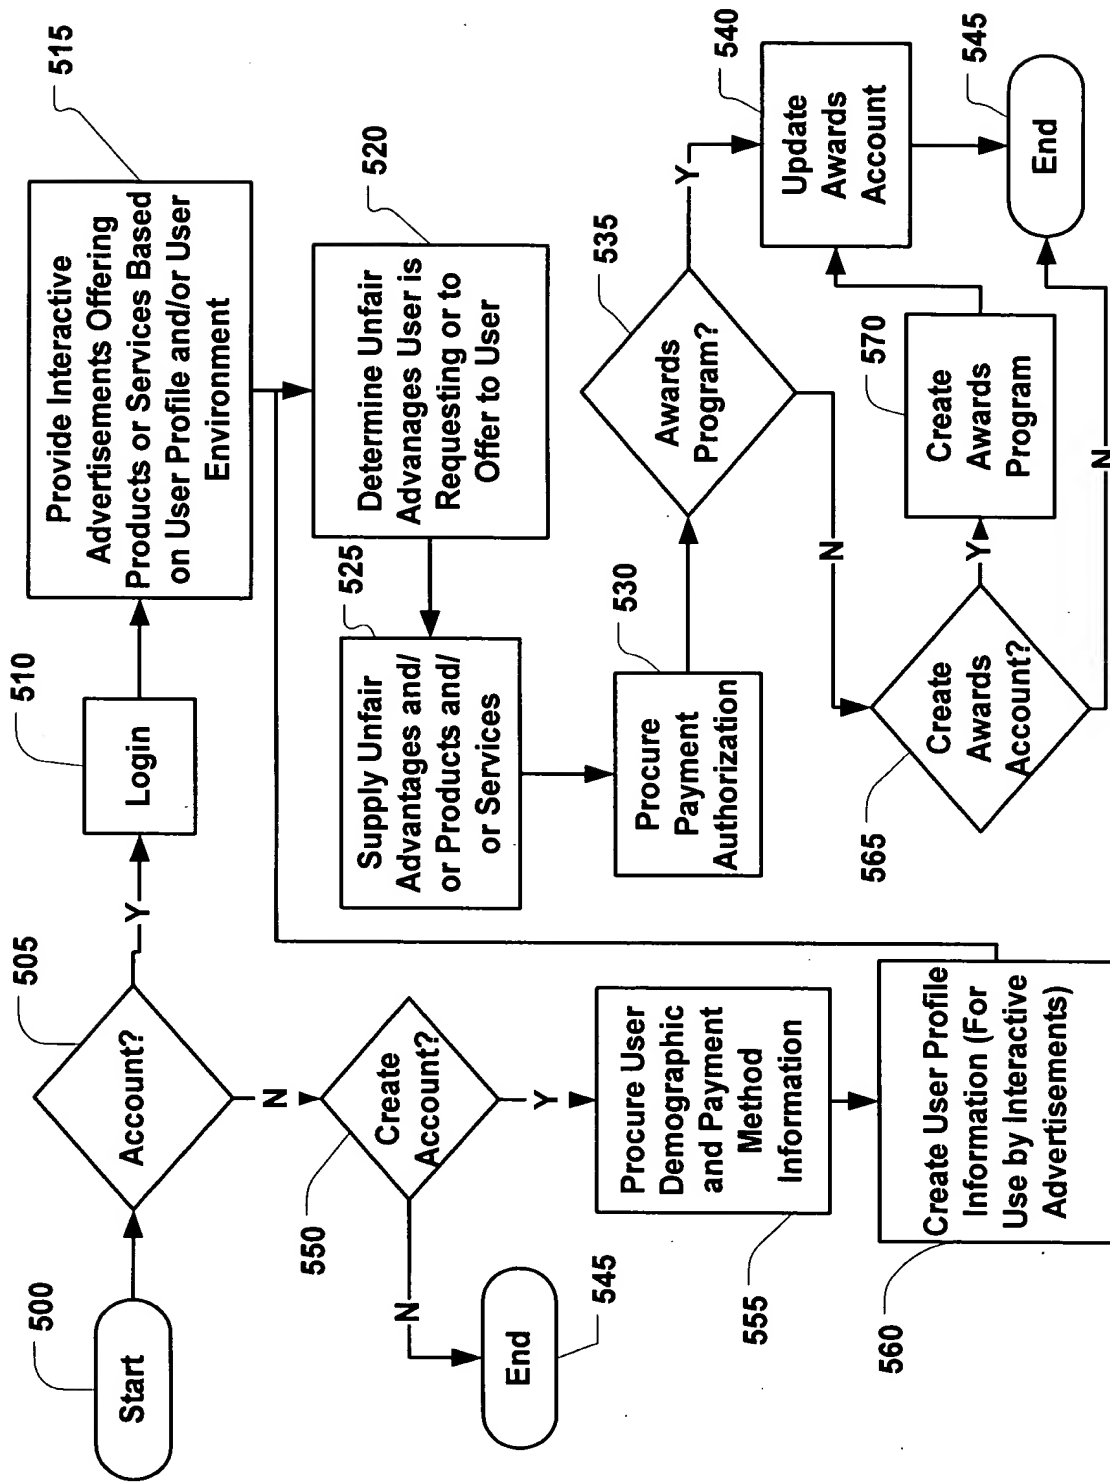 500
Start
505
Account?
Y
N
510
Login
515
Provide Interactive
Advertisements Offering
Products or Services Based
on User Profile and/or User
Environment
520
Determine Unfair
Advanages User is
Requesting or to
Offer to User
525
Supply Unfair
Advantages and/
or Products and/
or Services
530
Procure
Payment
Authorization
535
Awards
Program?
Y
N
540
Update
Awards
Account
545
End
550
Create
Account?
N
Y
End
545
555
Procure User
Demographic
and Payment
Method
Information
560
Create User Profile
Information (For
Use by Interactive
Advertisements)
565
Create
Awards
Account?
Y
N
570
Create
Awards
Program